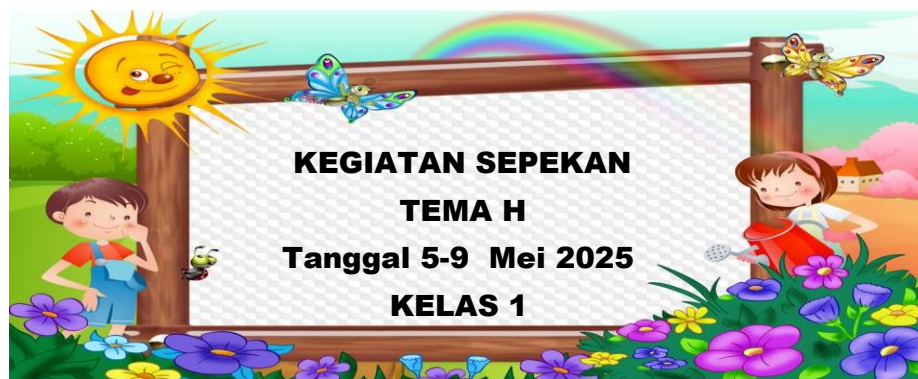 KEGIATAN SEPEKAN
TEMA H
Tanggal 5-9 Mei 2025
KELAS 1